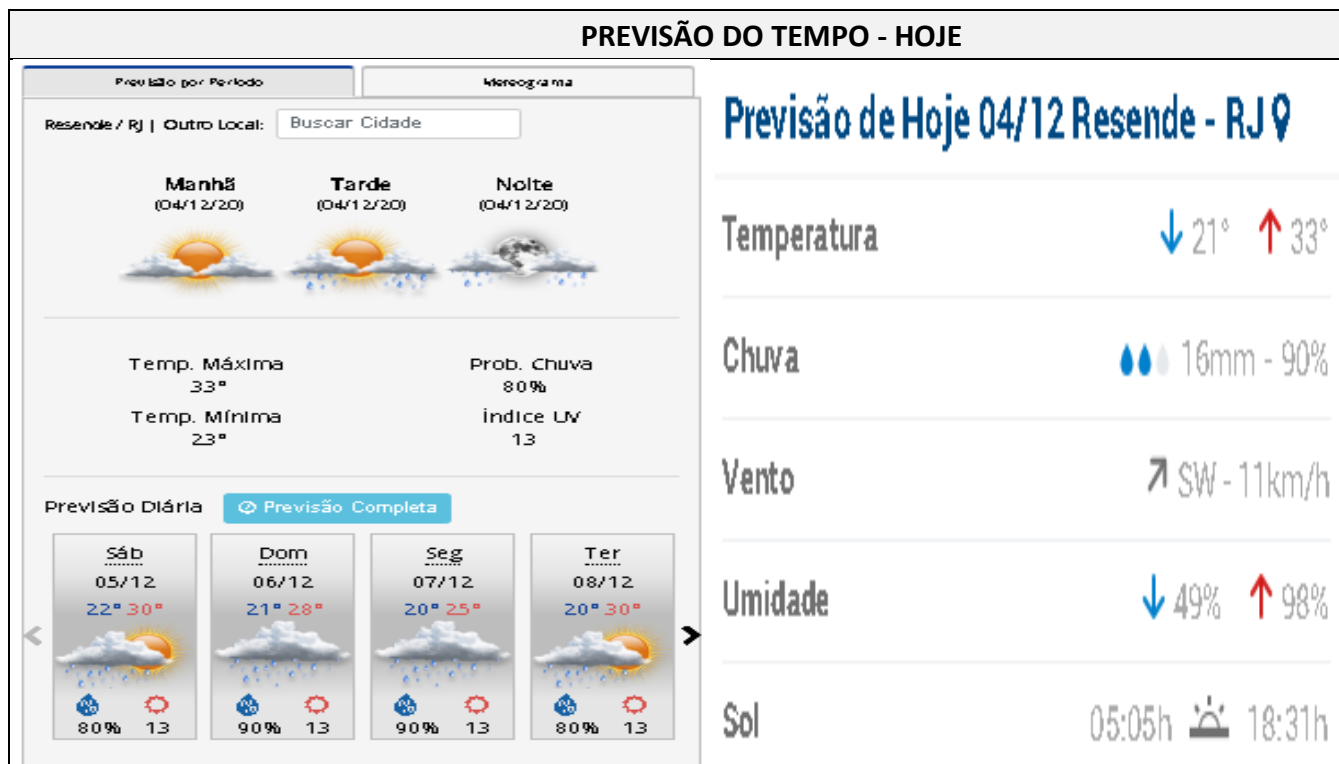 PREVISÃO DO TEMPO - HOJE
Previsão por Período
Mereograma
Resende / RJ | Outro Local: Buscar Cidade
Manhã Tarde Noite
(04/12/20) (04/12/20) (04/12/20)
Temp. Máxima Prob. Chuva
33° 80%
Temp. Mínima Índice UV
23° 13
Previsão Diária Previsão Completa
Sáb Dom Seg Ter
05/12 06/12 07/12 08/12
22° 30° 21° 28° 20° 25° 20° 30°
80% 13 90% 13 90% 13 80% 13
Previsão de Hoje 04/12 Resende - RJ
Temperatura 21° 33°
Chuva 16mm - 90%
Vento SW - 11km/h
Umidade 49% 98%
Sol 05:05h 18:31h